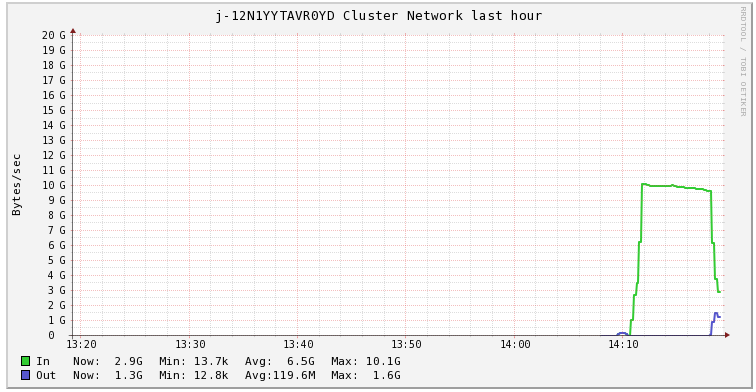 j-12N1YYTAVR0YD Cluster Network last hour
RRDTOOL / TOBI OETIKER
Bytes/sec
20 G
19 G
18 G
17 G
16 G
15 G
14 G
13 G
12 G
11 G
10 G
9 G
8 G
7 G
6 G
5 G
4 G
3 G
2 G
1 G
0
13:20 13:30 13:40 13:50 14:00 14:10
In Now: 2.9G Min: 13.7k Avg: 6.5G Max: 10.1G
Out Now: 1.3G Min: 12.8k Avg:119.6M Max: 1.6G